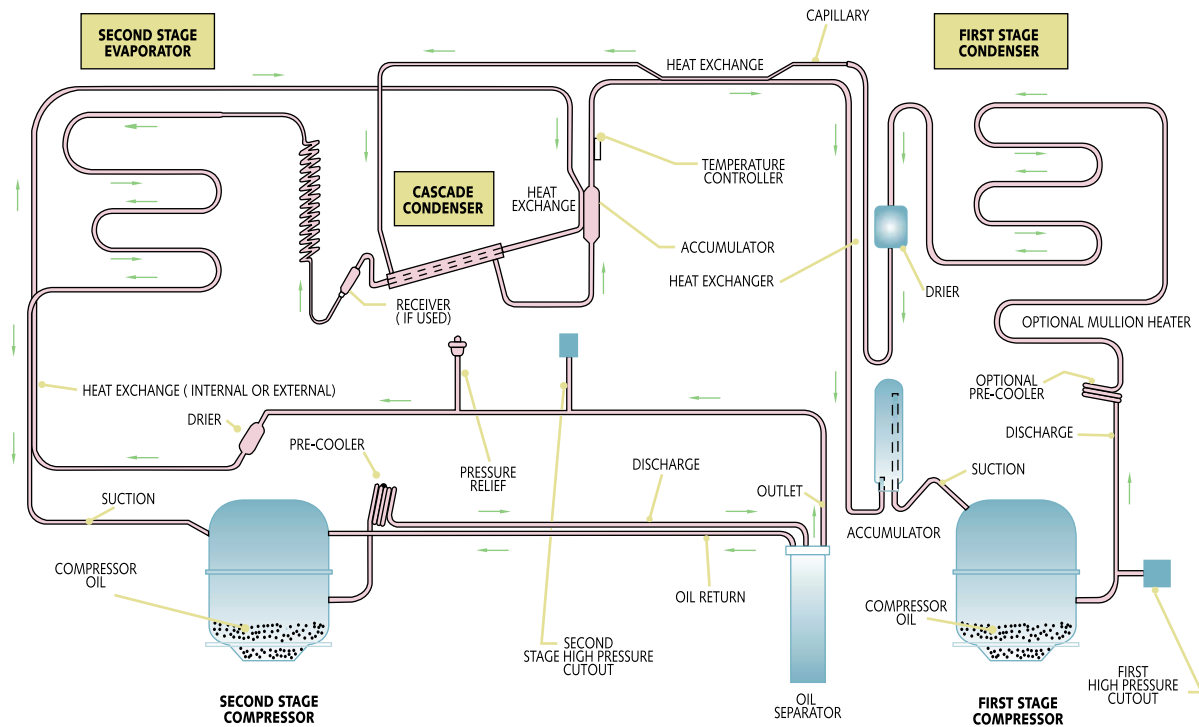 SECOND STAGE
EVAPORATOR
CAPILLARY
HEAT EXCHANGE
FIRST STAGE
CONDENSER
TEMPERATURE
CONTROLLER
CASCADE
CONDENSER
HEAT
EXCHANGE
ACCUMULATOR
HEAT EXCHANGER
DRIER
RECEIVER
( IF USED)
OPTIONAL MULLION HEATER
HEAT EXCHANGE ( INTERNAL OR EXTERNAL)
OPTIONAL
PRE-COOLER
DRIER
PRE-COOLER
DISCHARGE
PRESSURE
RELIEF
DISCHARGE
SUCTION
OUTLET
SUCTION
ACCUMULATOR
COMPRESSOR
OIL
OIL RETURN
COMPRESSOR
OIL
SECOND
STAGE HIGH PRESSURE
CUTOUT
FIRST
HIGH PRESSURE
CUTOUT
SECOND STAGE
COMPRESSOR
OIL
SEPARATOR
FIRST STAGE
COMPRESSOR